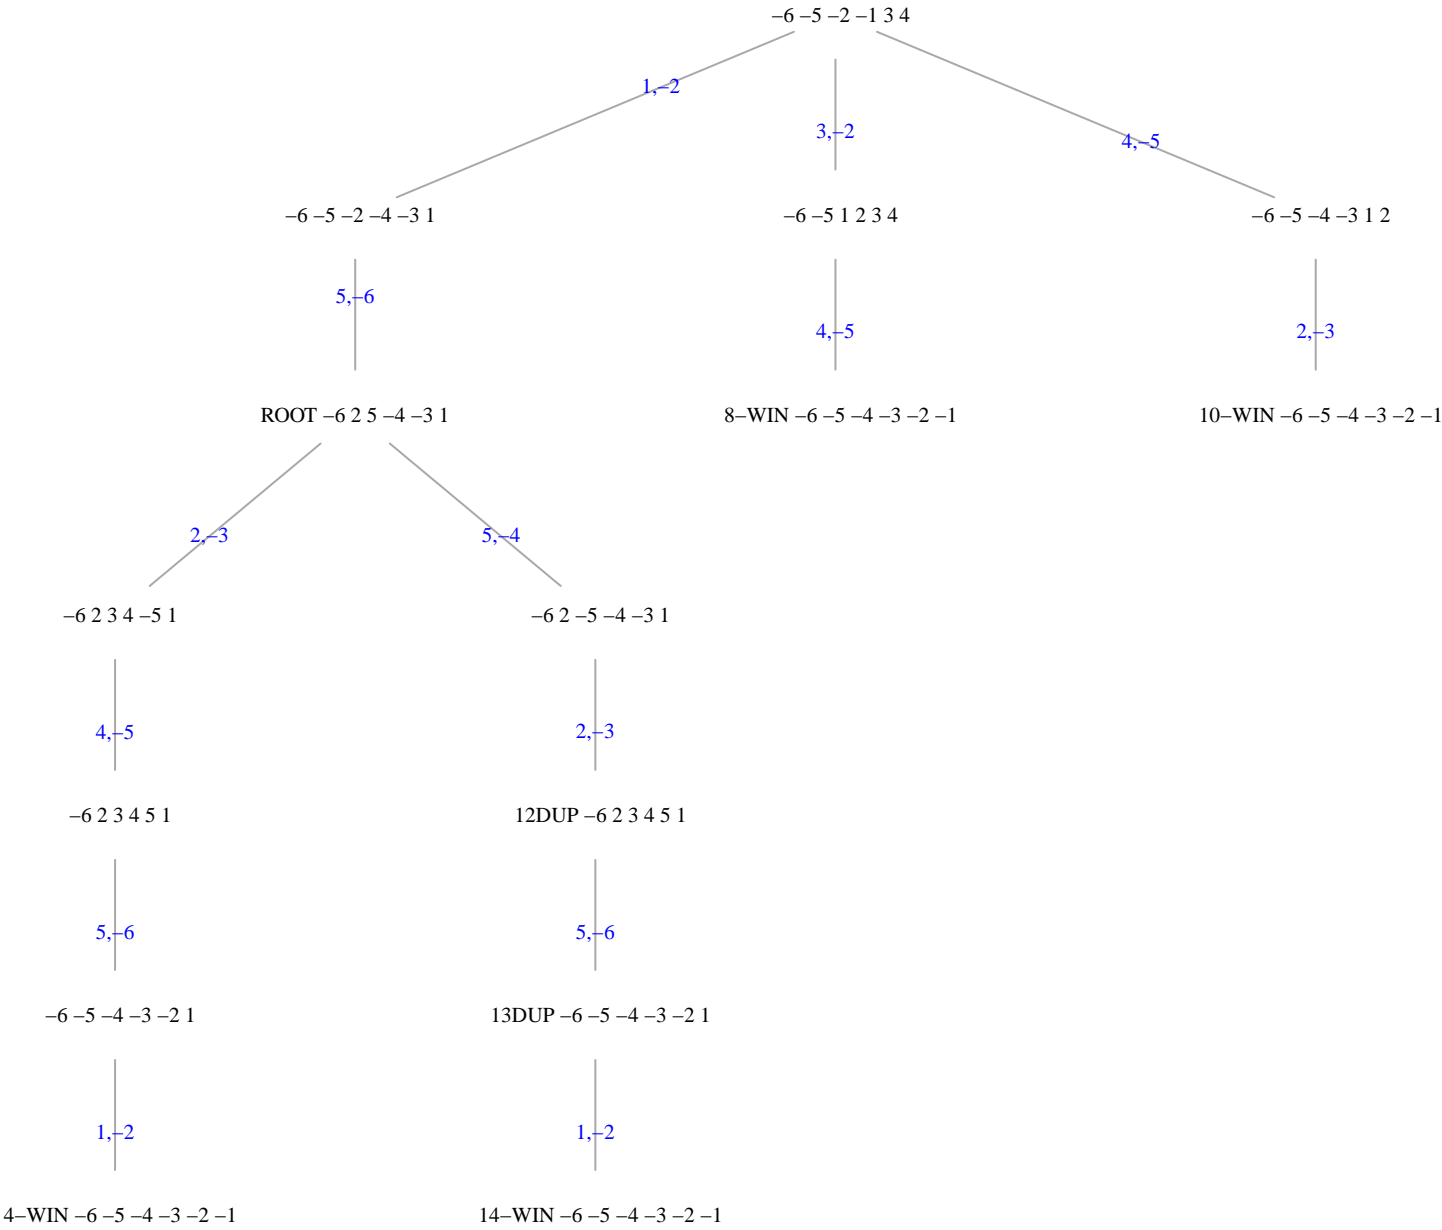 –6 –5 –2 –1 3 4
1,–2
3,–2
4,–5
–6 –5 –2 –4 –3 1
–6 –5 1 2 3 4
–6 –5 –4 –3 1 2
5,–6
4,–5
2,–3
ROOT –6 2 5 –4 –3 1
8–WIN –6 –5 –4 –3 –2 –1
10–WIN –6 –5 –4 –3 –2 –1
2,–3
5,–4
–6 2 3 4 –5 1
–6 2 –5 –4 –3 1
4,–5
2,–3
–6 2 3 4 5 1
12DUP –6 2 3 4 5 1
5,–6
5,–6
–6 –5 –4 –3 –2 1
13DUP –6 –5 –4 –3 –2 1
1,–2
1,–2
4–WIN –6 –5 –4 –3 –2 –1
14–WIN –6 –5 –4 –3 –2 –1